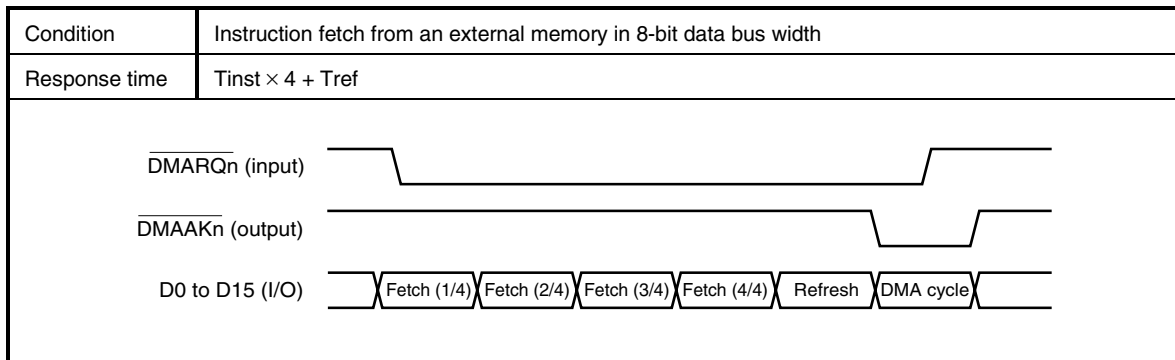 Condition
Instruction fetch from an external memory in 8-bit data bus width
Response time
Tinst × 4 + Tref
DMARQn (input)
DMAAKn (output)
D0 to D15 (I/O)
Fetch (1/4) Fetch (2/4) Fetch (3/4) Fetch (4/4) Refresh DMA cycle